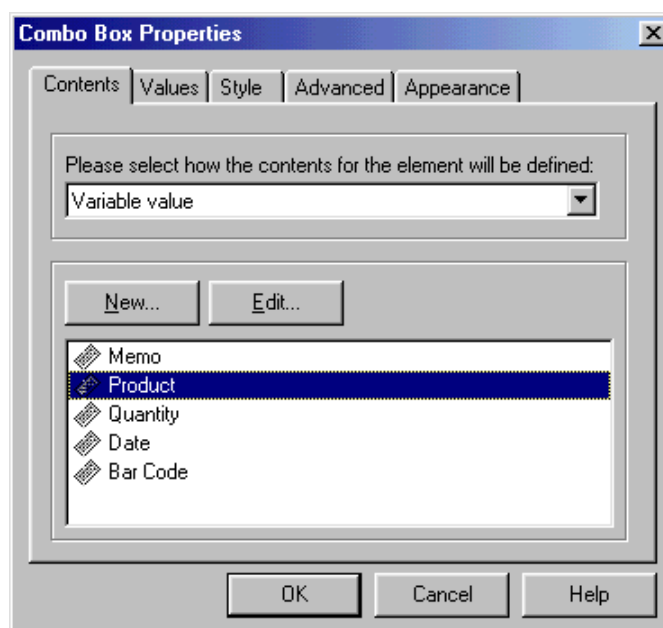 Combo Box Properties
Contents Values Style Advanced Appearance
Please select how the contents for the element will be defined:
Variable value
New... Edit...
Memo
Product
Quantity
Date
Bar Code
OK Cancel Help